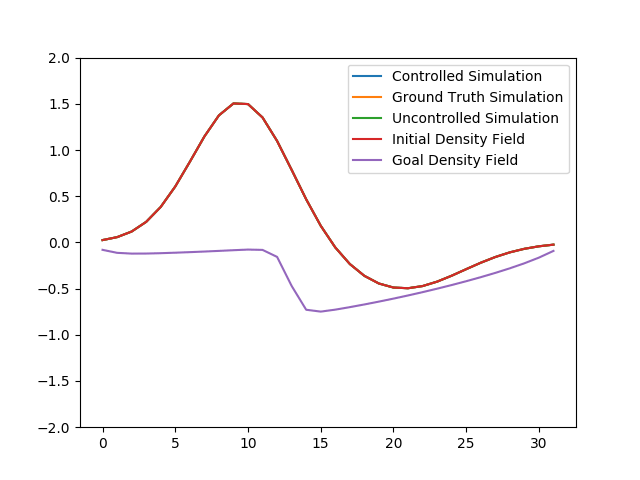 Controlled Simulation
Ground Truth Simulation
Uncontrolled Simulation
Initial Density Field
Goal Density Field
2.0
1.5
1.0
0.5
0.0
−0.5
−1.0
−1.5
−2.0
0 5 10 15 20 25 30